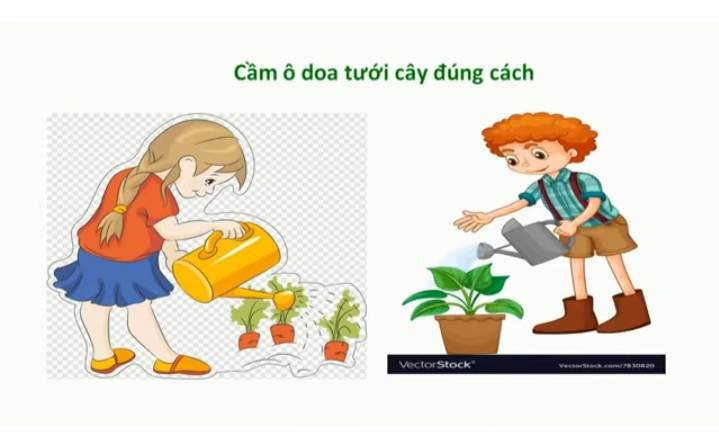 Cầm ô doa tưới cây đúng cách
VectorStock®
VectorStock.com/7830820